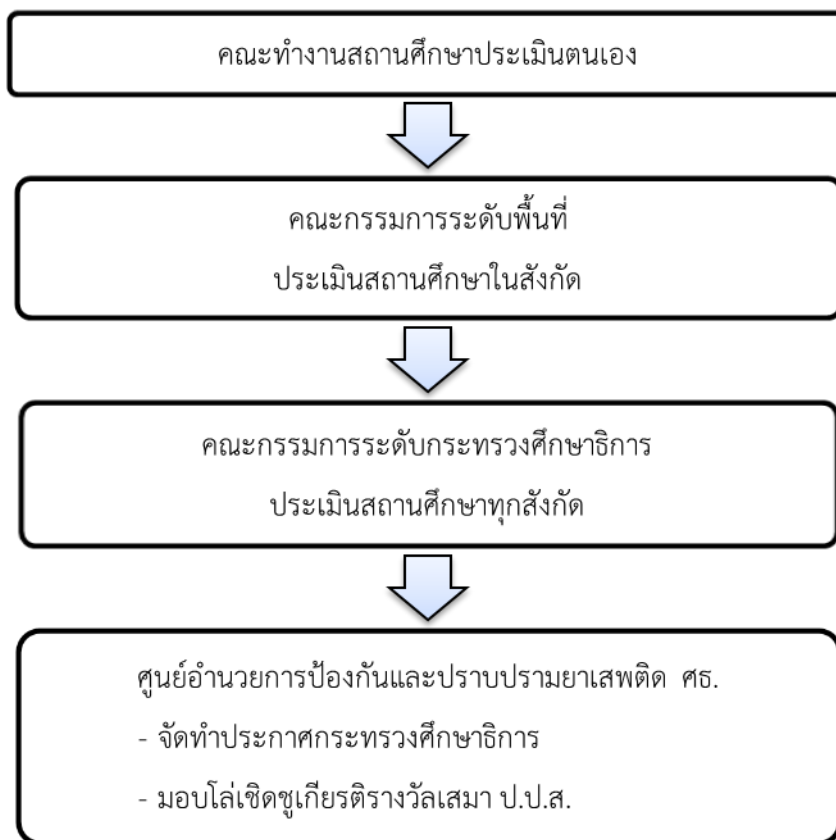 คณะทำงานสถานศึกษาประเมินตนเอง
คณะกรรมการระดับพื้นที่
ประเมินสถานศึกษาในสังกัด
คณะกรรมการระดับกระทรวงศึกษาธิการ
ประเมินสถานศึกษาทุกสังกัด
ศูนย์อำนวยการป้องกันและปราบปรามยาเสพติด ศธ.
- จัดทำประกาศกระทรวงศึกษาธิการ
- มอบโล่เชิดชูเกียรติรางวัลเสมา ป.ป.ส.